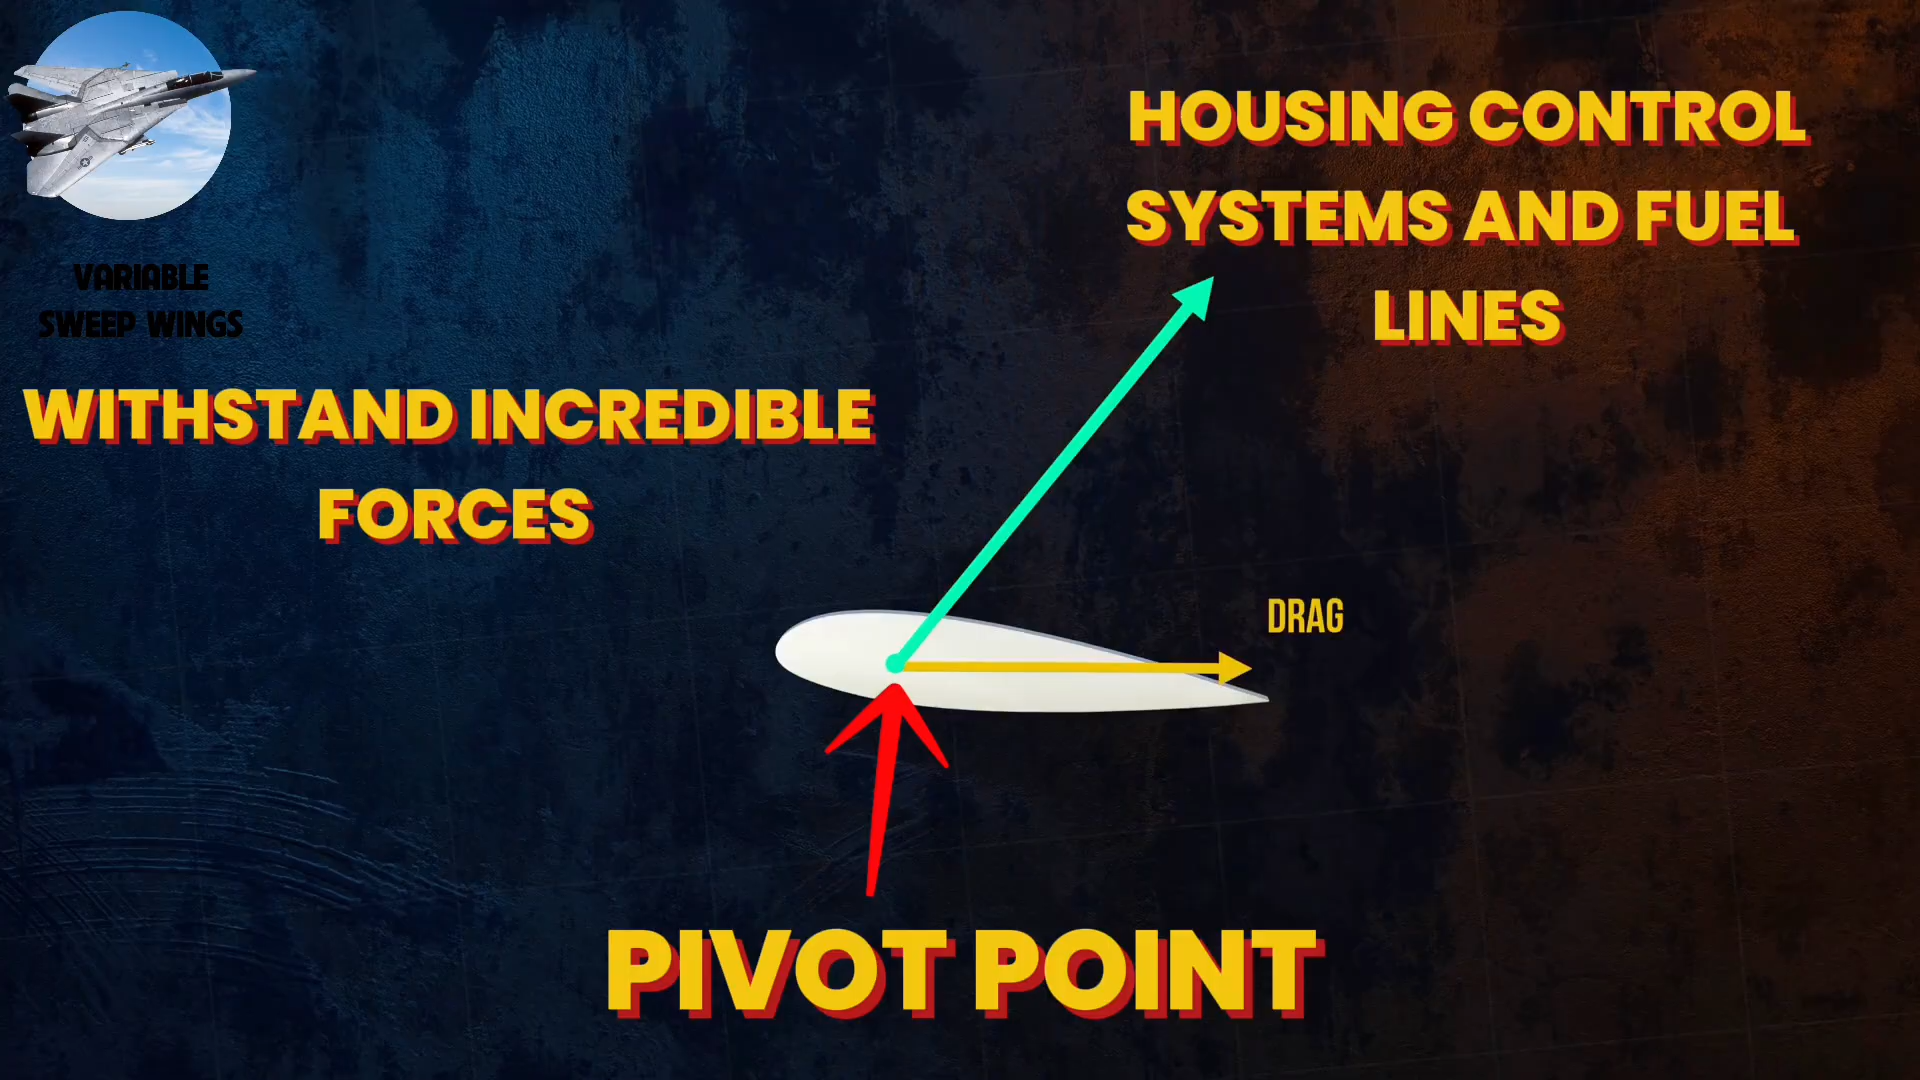 VARIABLE
SWEEP WINGS
HOUSING CONTROL
SYSTEMS AND FUEL
LINES
WITHSTAND INCREDIBLE
FORCES
DRAG
PIVOT POINT